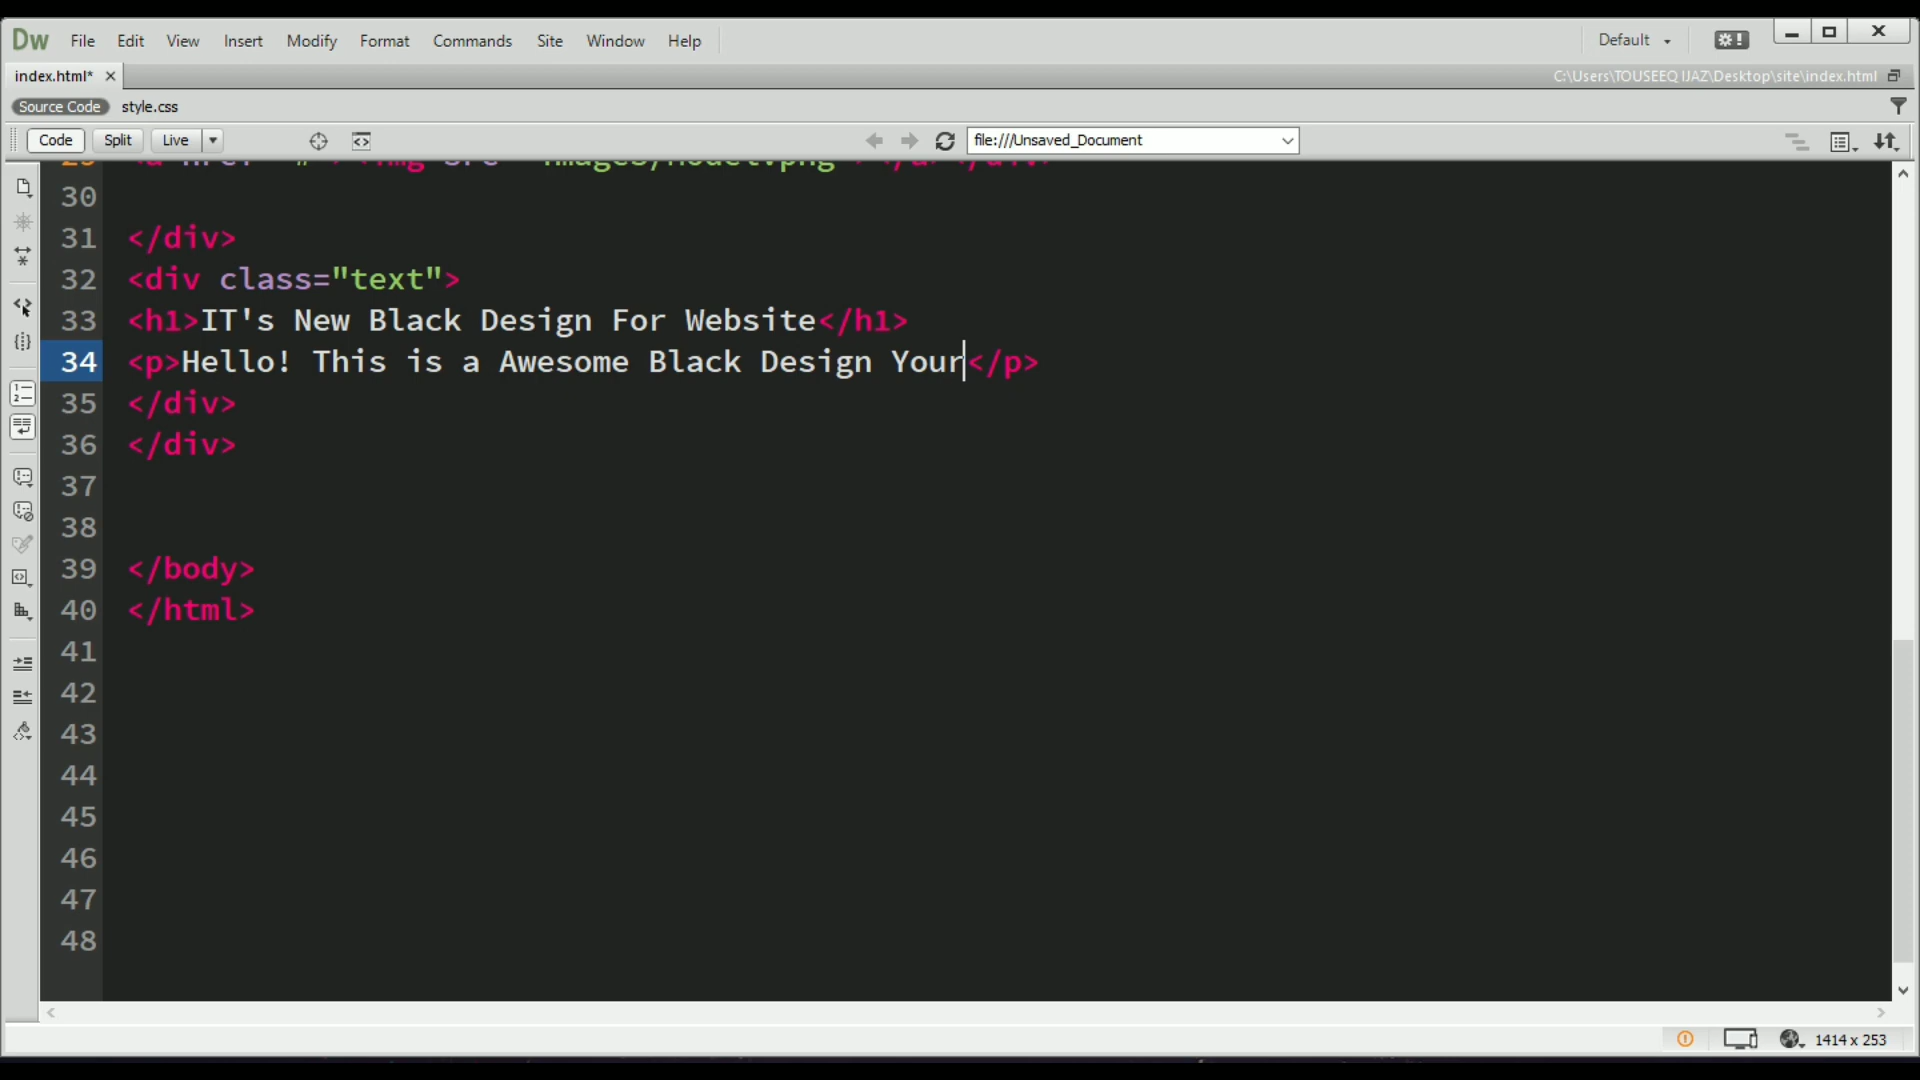 Dw File Edit View Insert Modify Format Commands Site Window Help Default
index.html* C:\Users\TOUSEEQ IJAZ\Desktop\site\index.html
Source Code style.css
Code Split Live file:///Unsaved_Document
30
31 </div>
32 <div class="text">
33 <h1>IT's New Black Design For Website</h1>
34 <p>Hello! This is a Awesome Black Design Your</p>
35 </div>
36 </div>
37
38
39 </body>
40 </html>
41
42
43
44
45
46
47
48
1414 x 253